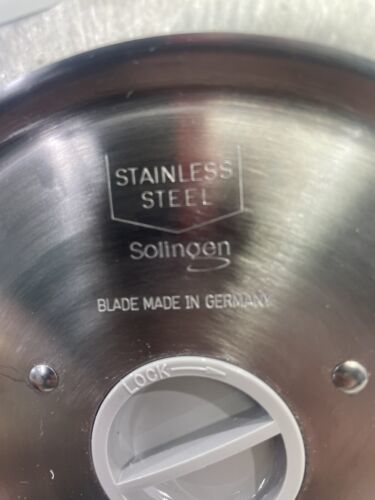 STAINLESS
STEEL
Solingen
BLADE MADE IN GERMANY
LOCK